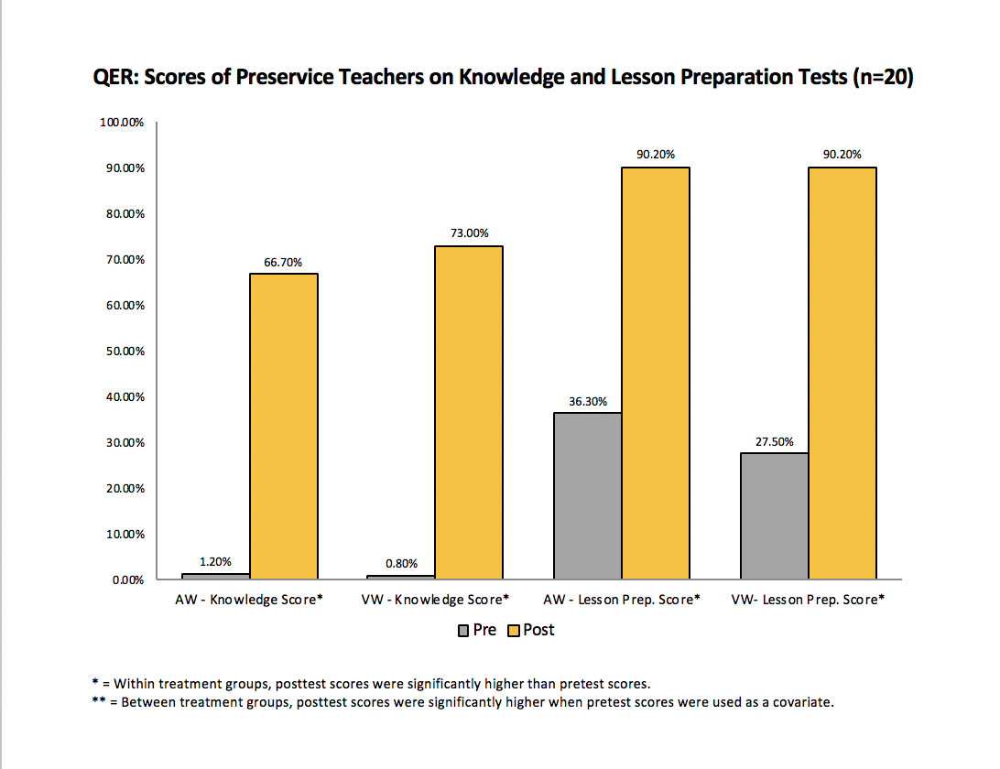 QER: Scores of Preservice Teachers on Knowledge and Lesson Preparation Tests (n=20)
100.00%
90.00%
80.00%
70.00%
60.00%
50.00%
40.00%
30.00%
20.00%
10.00%
0.00%
1.20%
66.70%
0.80%
73.00%
36.30%
90.20%
27.50%
90.20%
AW - Knowledge Score*
VW - Knowledge Score*
AW - Lesson Prep. Score*
VW- Lesson Prep. Score*
Pre Post
* = Within treatment groups, posttest scores were significantly higher than pretest scores.
** = Between treatment groups, posttest scores were significantly higher when pretest scores were used as a covariate.